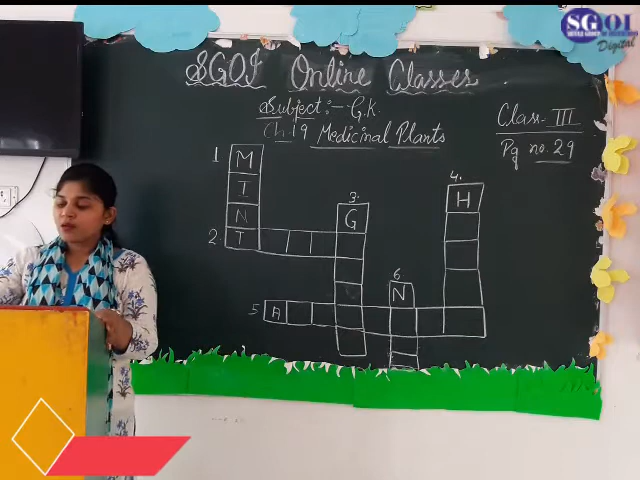 SGOI
Digital
SGOI Online Classes
Subject:- G.K.
Ch:19 Medicinal Plants
Class - III
Pg no. 29
1 M
I
N
2. T
3. G
4. H
5 A
6 N